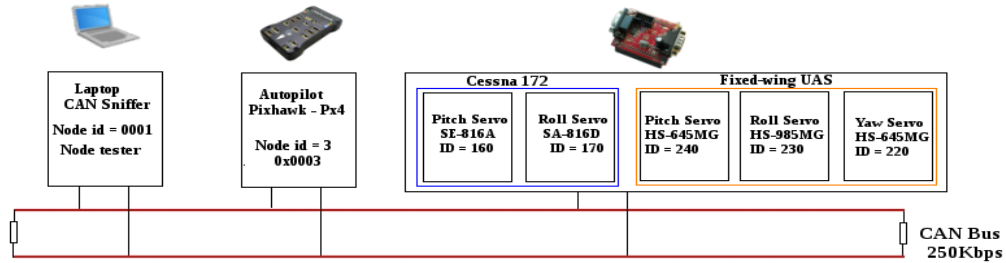 Laptop
CAN Sniffer
Node id = 0001
Node tester
Autopilot
Pixhawk - Px4
Node id = 3
0x0003
Cessna 172
Pitch Servo
SE-816A
ID = 160
Roll Servo
SA-816D
ID = 170
Fixed-wing UAS
Pitch Servo
HS-645MG
ID = 240
Roll Servo
HS-985MG
ID = 230
Yaw Servo
HS-645MG
ID = 220
CAN Bus
250Kbps